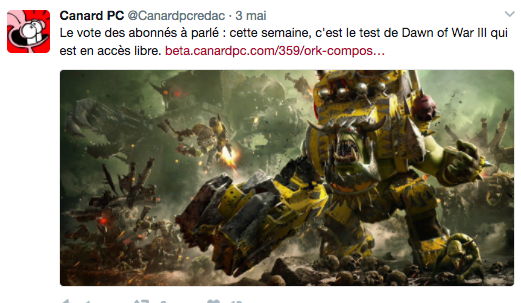 Canard PC @Canardpcredac · 3 mai
Le vote des abonnés à parlé : cette semaine, c'est le test de Dawn of War III qui
est en accès libre. beta.canardpc.com/359/ork-compos…